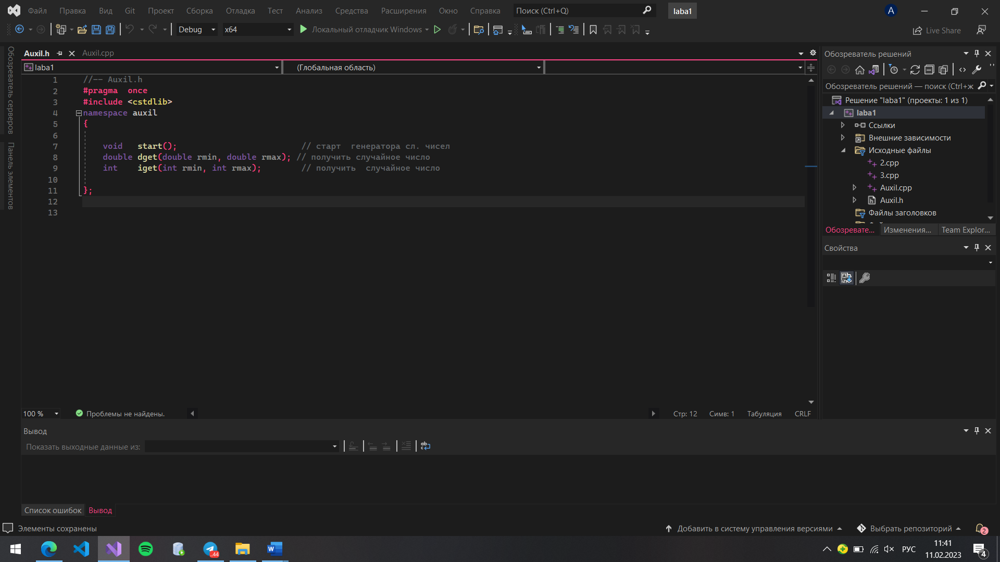 Файл Правка Вид Git Проект Сборка Отладка Тест Анализ Средства Расширения Окно Справка Поиск (Ctrl+Q) laba1 A
Debug x64 Локальный отладчик Windows Live Share
Обозреватель серверов
Панель элементов
Auxil.h Auxil.cpp
laba1 (Глобальная область)
1 //-- Auxil.h
2 #pragma  once
3 #include <cstdlib>
4 namespace auxil
5 {
6
7 void   start();                         // старт  генератора сл. чисел
8 double dget(double rmin, double rmax); // получить случайное число
9 int    iget(int rmin, int rmax);        // получить  случайное число
10
11 };
12
13
100 % Проблемы не найдены. Стр: 12 Симв: 1 Табуляция CRLF
Вывод
Показать выходные данные из:
Список ошибок Вывод
Обозреватель решений
Обозреватель решений — поиск (Ctrl+ж
Решение "laba1" (проекты: 1 из 1)
laba1
Ссылки
Внешние зависимости
Исходные файлы
2.cpp
3.cpp
Auxil.cpp
Auxil.h
Файлы заголовков
Обозревате... Изменения... Team Explor...
Свойства
Элементы сохранены Добавить в систему управления версиями Выбрать репозиторий 2
..44 РУС 11:41
11.02.2023 4